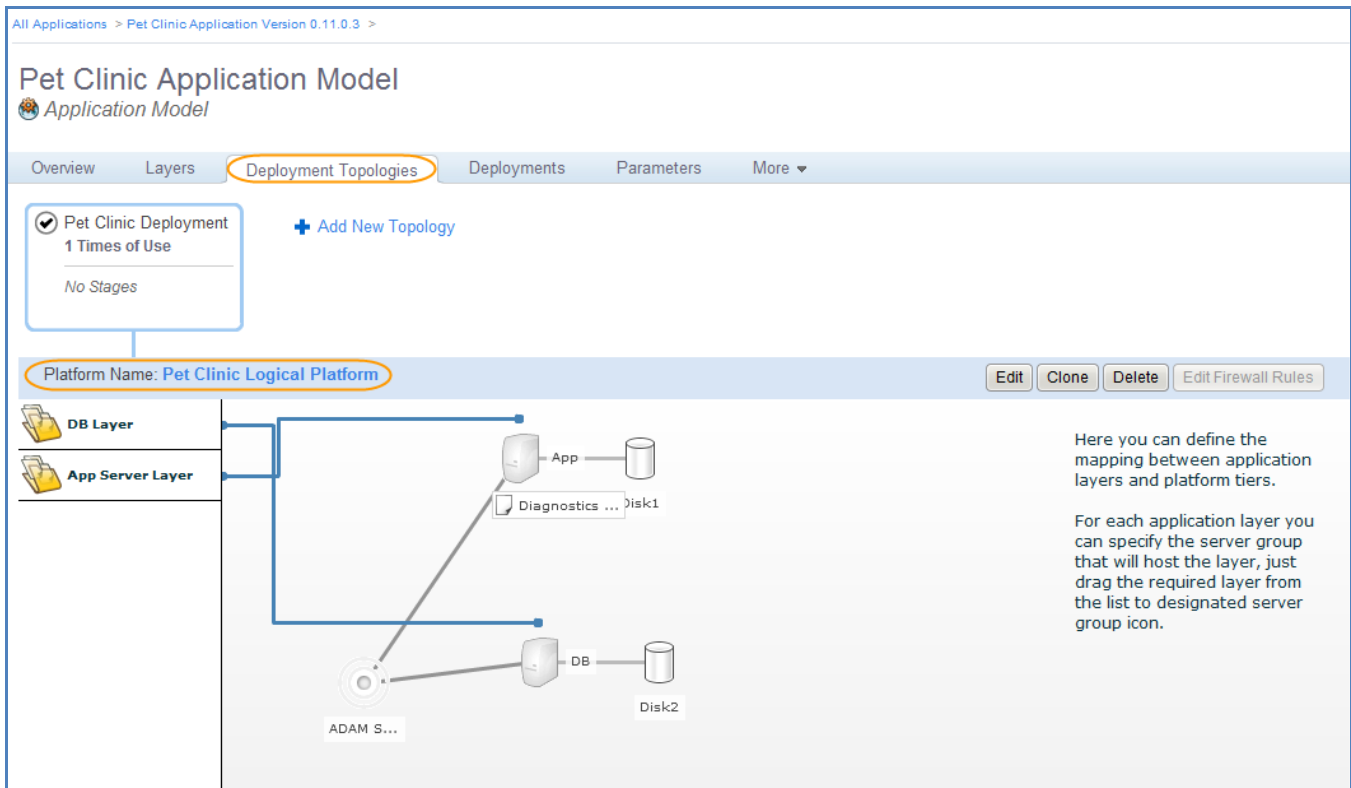 All Applications > Pet Clinic Application Version 0.11.0.3 >
Pet Clinic Application Model
Application Model
Overview Layers Deployment Topologies Deployments Parameters More
Pet Clinic Deployment
1 Times of Use
No Stages
Add New Topology
Platform Name: Pet Clinic Logical Platform
Edit Clone Delete Edit Firewall Rules
DB Layer
App Server Layer
App
Diagnostics ...
Disk1
DB
Disk2
ADAM S...
Here you can define the
mapping between application
layers and platform tiers.
For each application layer you
can specify the server group
that will host the layer, just
drag the required layer from
the list to designated server
group icon.